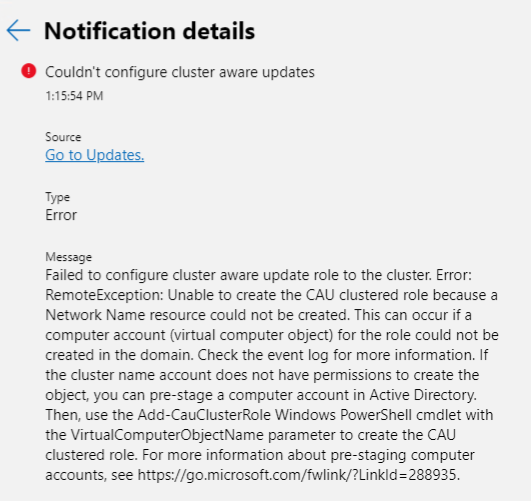 Notification details
Couldn't configure cluster aware updates
1:15:54 PM
Source
Go to Updates.
Type
Error
Message
Failed to configure cluster aware update role to the cluster. Error:
RemoteException: Unable to create the CAU clustered role because a
Network Name resource could not be created. This can occur if a
computer account (virtual computer object) for the role could not be
created in the domain. Check the event log for more information. If
the cluster name account does not have permissions to create the
object, you can pre-stage a computer account in Active Directory.
Then, use the Add-CauClusterRole Windows PowerShell cmdlet with
the VirtualComputerObjectName parameter to create the CAU
clustered role. For more information about pre-staging computer
accounts, see https://go.microsoft.com/fwlink/?LinkId=288935.